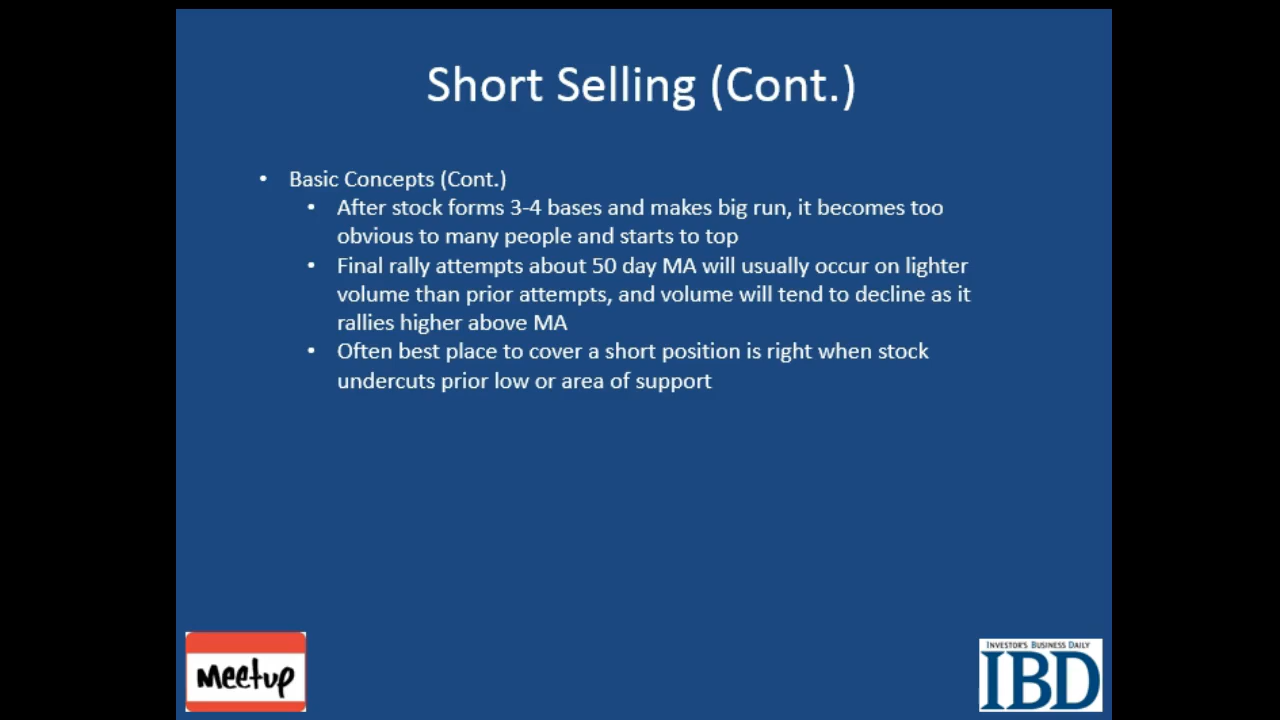 Short Selling (Cont.)
• Basic Concepts (Cont.)
• After stock forms 3-4 bases and makes big run, it becomes too
obvious to many people and starts to top
• Final rally attempts about 50 day MA will usually occur on lighter
volume than prior attempts, and volume will tend to decline as it
rallies higher above MA
• Often best place to cover a short position is right when stock
undercuts prior low or area of support
Meetup
INVESTOR'S BUSINESS DAILY
IBD